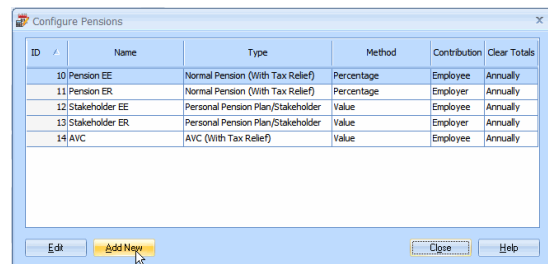 Configure Pensions
ID Name Type Method Contribution Clear Totals
10 Pension EE Normal Pension (With Tax Relief) Percentage Employee Annually
11 Pension ER Normal Pension (With Tax Relief) Percentage Employer Annually
12 Stakeholder EE Personal Pension Plan/Stakeholder Value Employee Annually
13 Stakeholder ER Personal Pension Plan/Stakeholder Value Employer Annually
14 AVC AVC (With Tax Relief) Value Employee Annually
Edit Add New Close Help